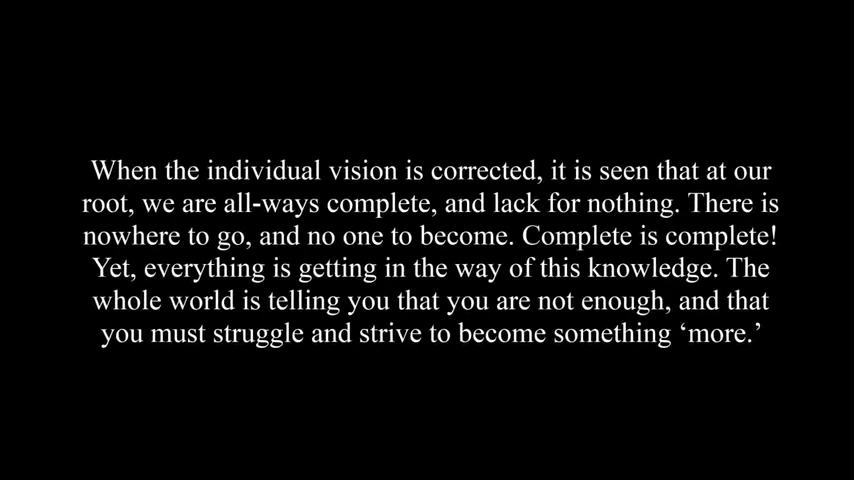 When the individual vision is corrected, it is seen that at our
root, we are all-ways complete, and lack for nothing. There is
nowhere to go, and no one to become. Complete is complete!
Yet, everything is getting in the way of this knowledge. The
whole world is telling you that you are not enough, and that
you must struggle and strive to become something ‘more.’